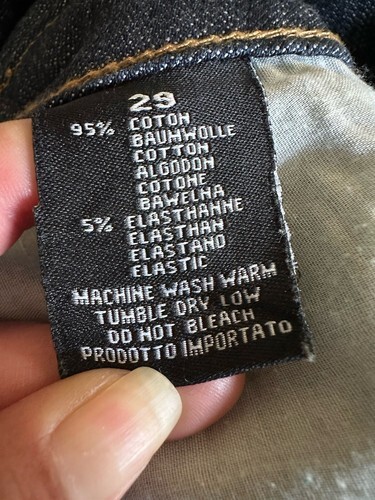 29
95% COTON
BAUMWOLLE
COTTON
ALGODON
COTONE
BAWELNA
5% ELASTHANNE
ELASTHAN
ELASTANO
ELASTIC
MACHINE WASH WARM
TUMBLE DRY LOW
DO NOT BLEACH
PRODOTTO IMPORTATO